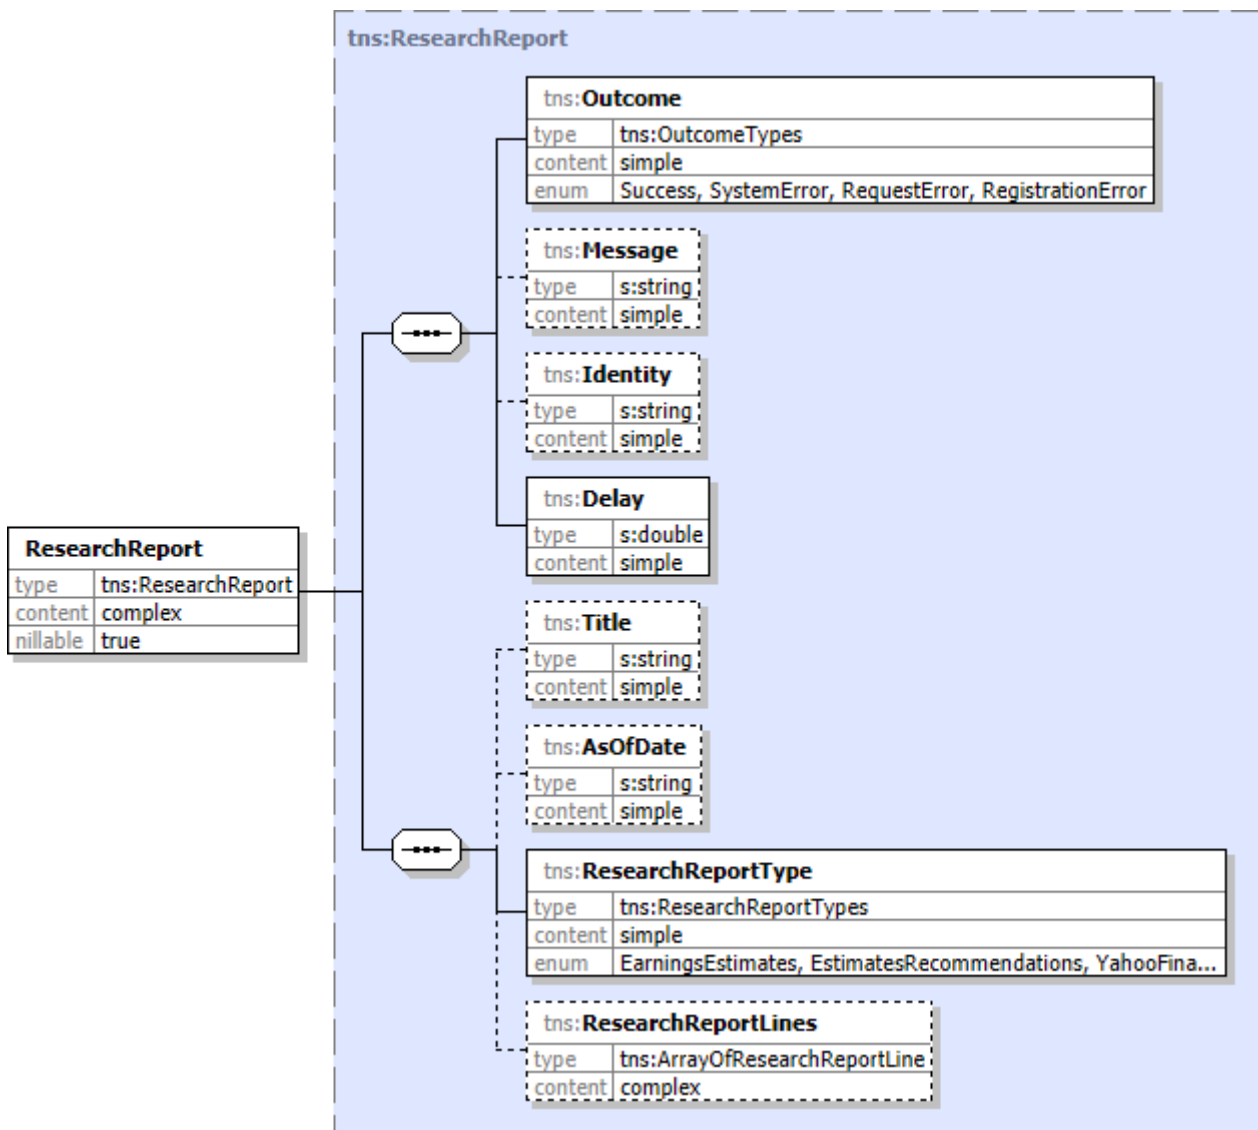 tns:ResearchReport
tns:Outcome
type tns:OutcomeTypes
content simple
enum Success, SystemError, RequestError, RegistrationError
tns:Message
type s:string
content simple
tns:Identity
type s:string
content simple
tns:Delay
type s:double
content simple
ResearchReport
type tns:ResearchReport
content complex
nillable true
tns:Title
type s:string
content simple
tns:AsOfDate
type s:string
content simple
tns:ResearchReportType
type tns:ResearchReportTypes
content simple
enum EarningsEstimates, EstimatesRecommendations, YahooFina...
tns:ResearchReportLines
type tns:ArrayOfResearchReportLine
content complex